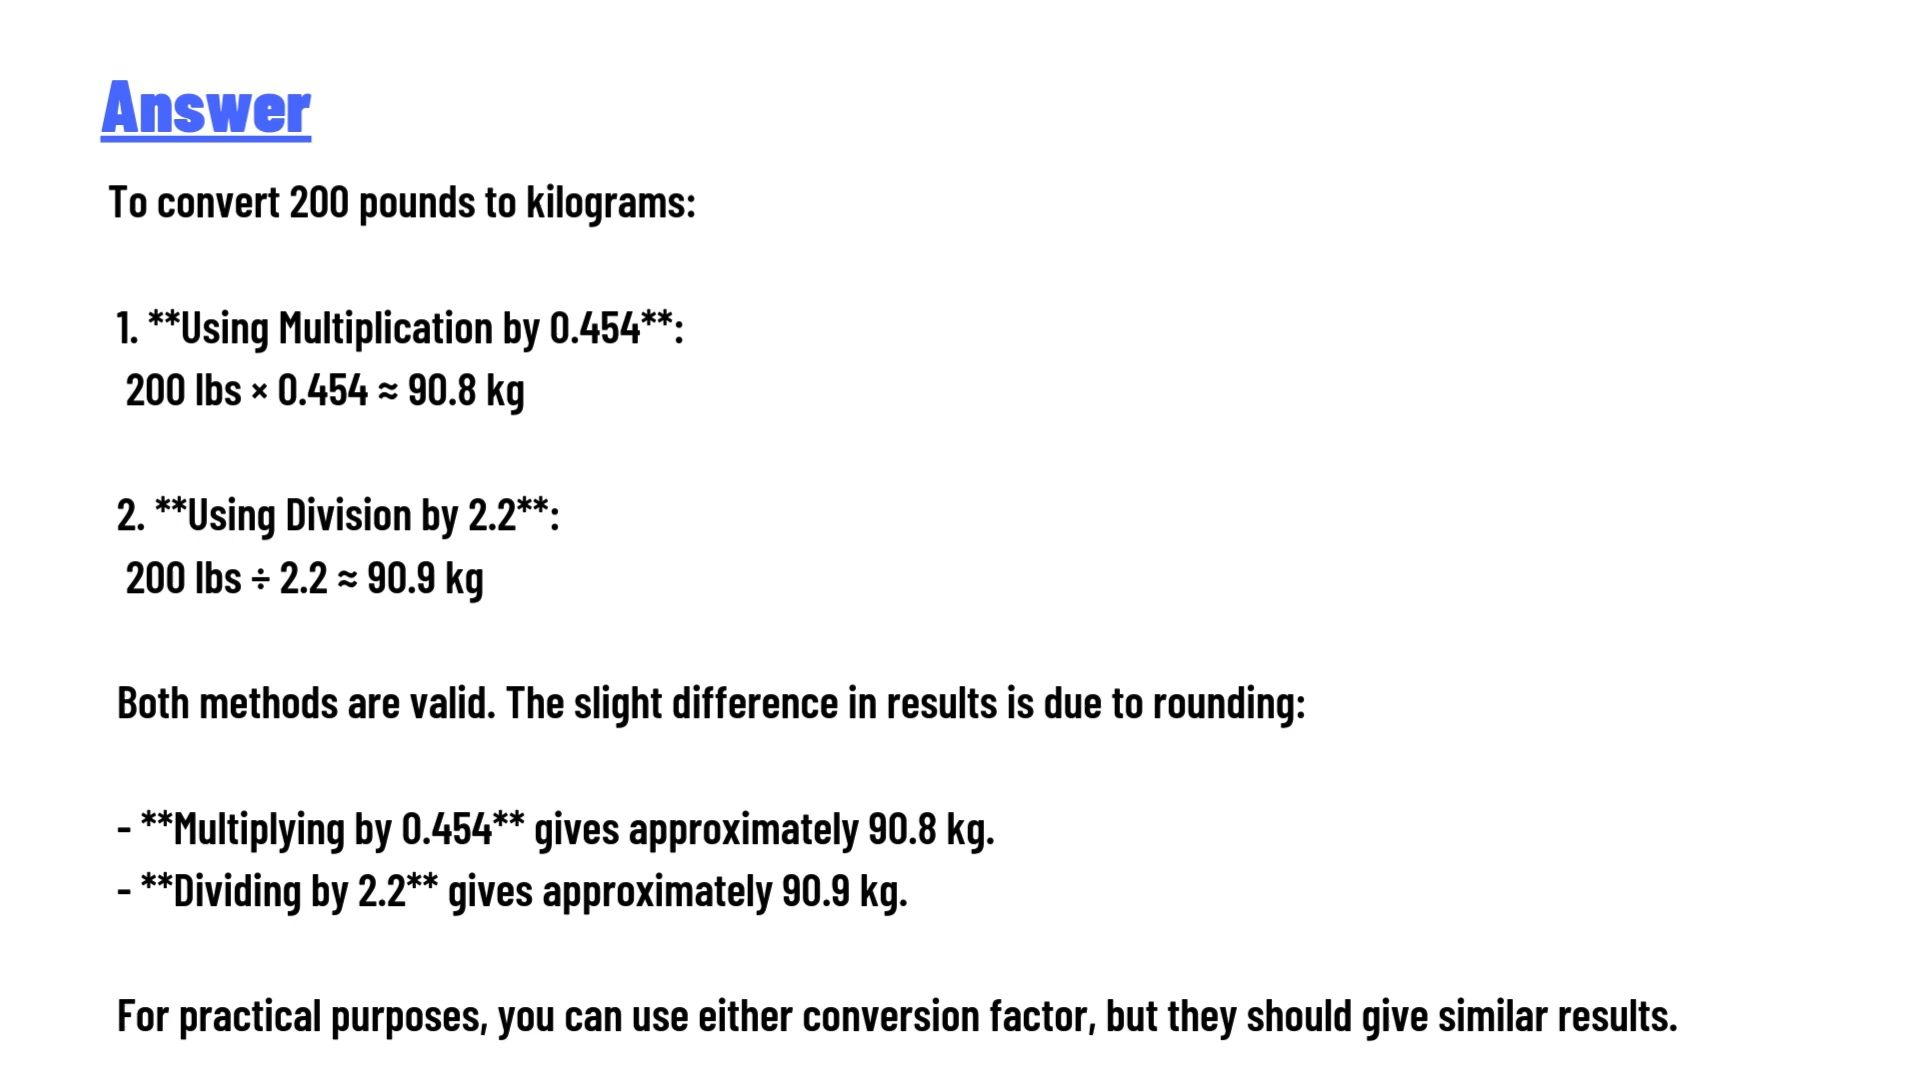 Answer
To convert 200 pounds to kilograms:
1. **Using Multiplication by 0.454**:
200 lbs × 0.454 ≈ 90.8 kg
2. **Using Division by 2.2**:
200 lbs ÷ 2.2 ≈ 90.9 kg
Both methods are valid. The slight difference in results is due to rounding:
- **Multiplying by 0.454** gives approximately 90.8 kg.
- **Dividing by 2.2** gives approximately 90.9 kg.
For practical purposes, you can use either conversion factor, but they should give similar results.